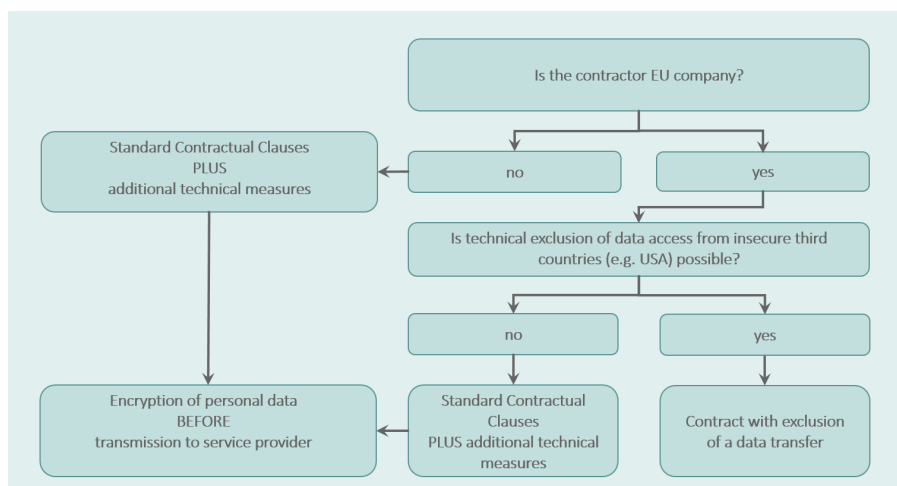 Is the contractor EU company?
Standard Contractual Clauses
PLUS
additional technical measures
no
yes
Is technical exclusion of data access from insecure third
countries (e.g. USA) possible?
no
yes
Encryption of personal data
BEFORE
transmission to service provider
Standard Contractual
Clauses
PLUS additional technical
measures
Contract with exclusion
of a data transfer